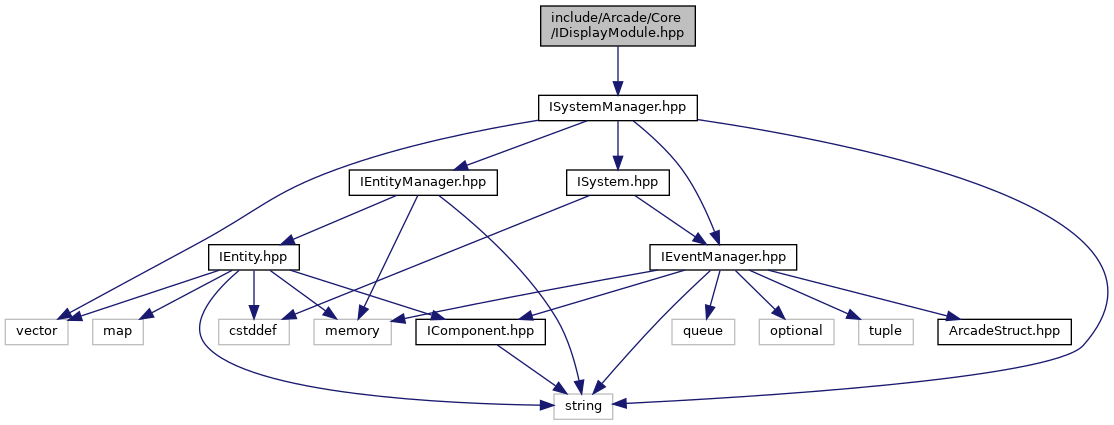 include/Arcade/Core
/IDisplayModule.hpp
ISystemManager.hpp
IEntityManager.hpp
ISystem.hpp
IEntity.hpp
IEventManager.hpp
vector
map
cstddef
memory
IComponent.hpp
queue
optional
tuple
ArcadeStruct.hpp
string